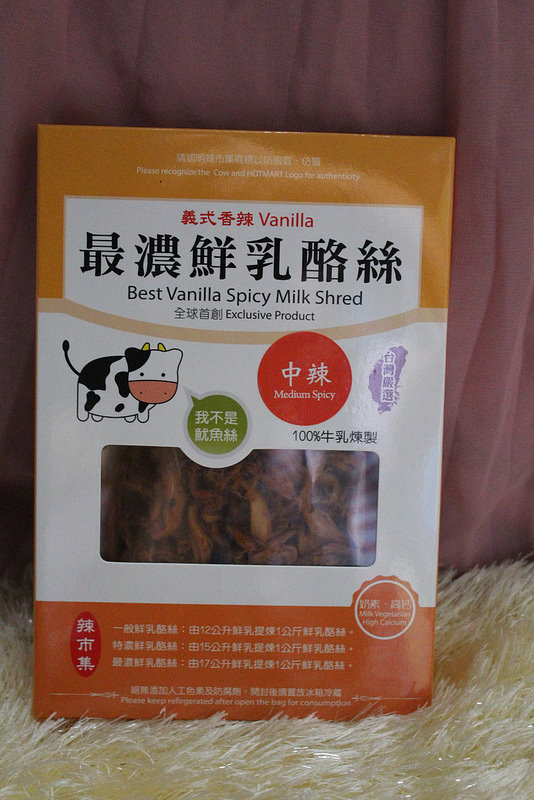 請認明辣市集商標以防假冒、仿冒
Please recognize the Cow and HOTMART Logo for authenticity
義式香辣 Vanilla
最濃鮮乳酪絲
Best Vanilla Spicy Milk Shred
全球首創 Exclusive Product
中辣
Medium Spicy
台灣嚴選
我不是
魷魚絲
100%牛乳煉製
奶素・高鈣
Milk Vegetarian
High Calcium
辣市集
一般鮮乳酪絲：由12公升鮮乳提煉1公斤鮮乳酪絲。
特濃鮮乳酪絲：由15公升鮮乳提煉1公斤鮮乳酪絲。
最濃鮮乳酪絲：由17公升鮮乳提煉1公斤鮮乳酪絲。
絕無添加人工色素及防腐劑，開封後請置放冰箱冷藏
Please keep refirgerated after open the bag for consumption